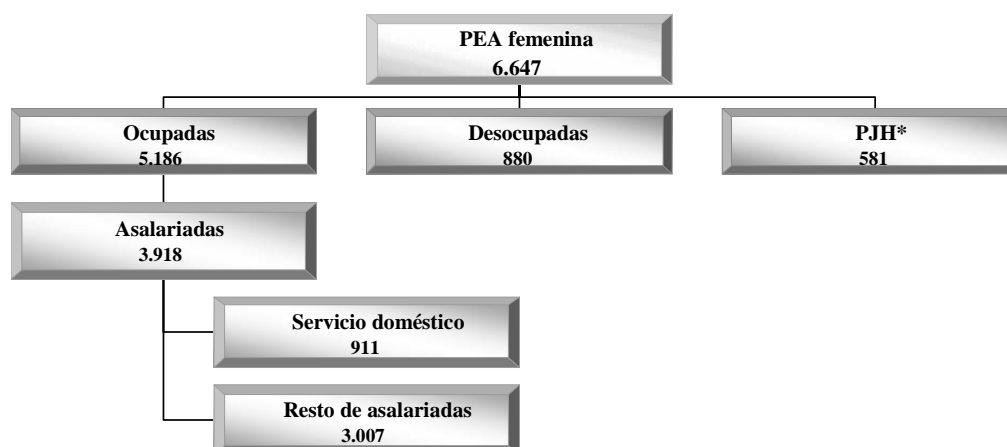 PEA femenina
6.647
Ocupadas
5.186
Desocupadas
880
PJH*
581
Asalariadas
3.918
Servicio doméstico
911
Resto de asalariadas
3.007